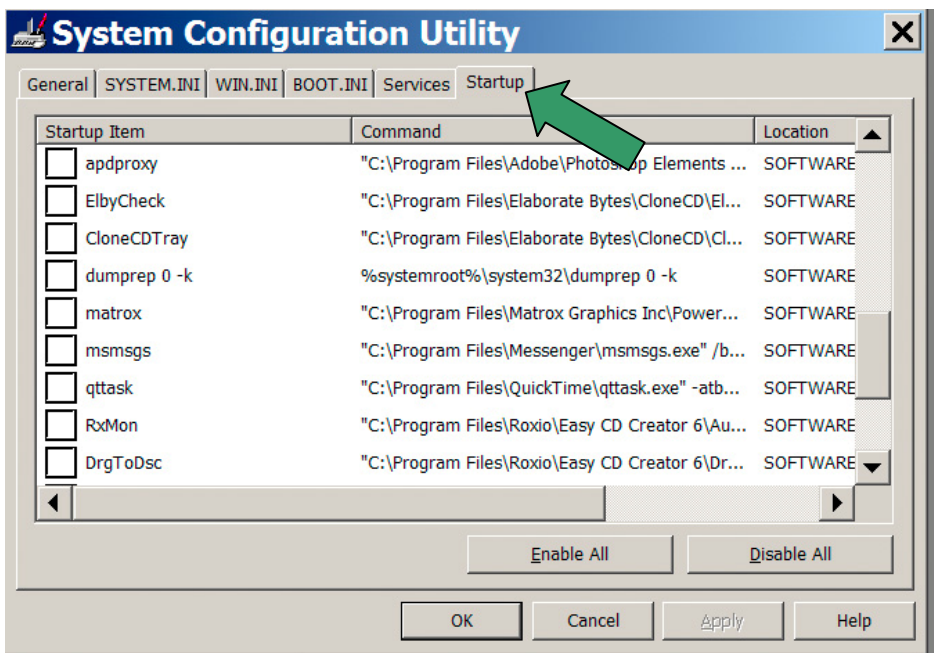 System Configuration Utility
General SYSTEM.INI WIN.INI BOOT.INI Services Startup
Startup Item Command Location
apdproxy "C:\Program Files\Adobe\Photoshop Elements ... SOFTWARE
ElbyCheck "C:\Program Files\Elaborate Bytes\CloneCD\El... SOFTWARE
CloneCDTray "C:\Program Files\Elaborate Bytes\CloneCD\Cl... SOFTWARE
dumprep 0 -k %systemroot%\system32\dumprep 0 -k SOFTWARE
matrox "C:\Program Files\Matrox Graphics Inc\Power... SOFTWARE
msmsgs "C:\Program Files\Messenger\msmsgs.exe" /b... SOFTWARE
qttask "C:\Program Files\QuickTime\qttask.exe" -atb... SOFTWARE
RxMon "C:\Program Files\Roxio\Easy CD Creator 6\Au... SOFTWARE
DrgToDsc "C:\Program Files\Roxio\Easy CD Creator 6\Dr... SOFTWARE
Enable All Disable All
OK Cancel Apply Help